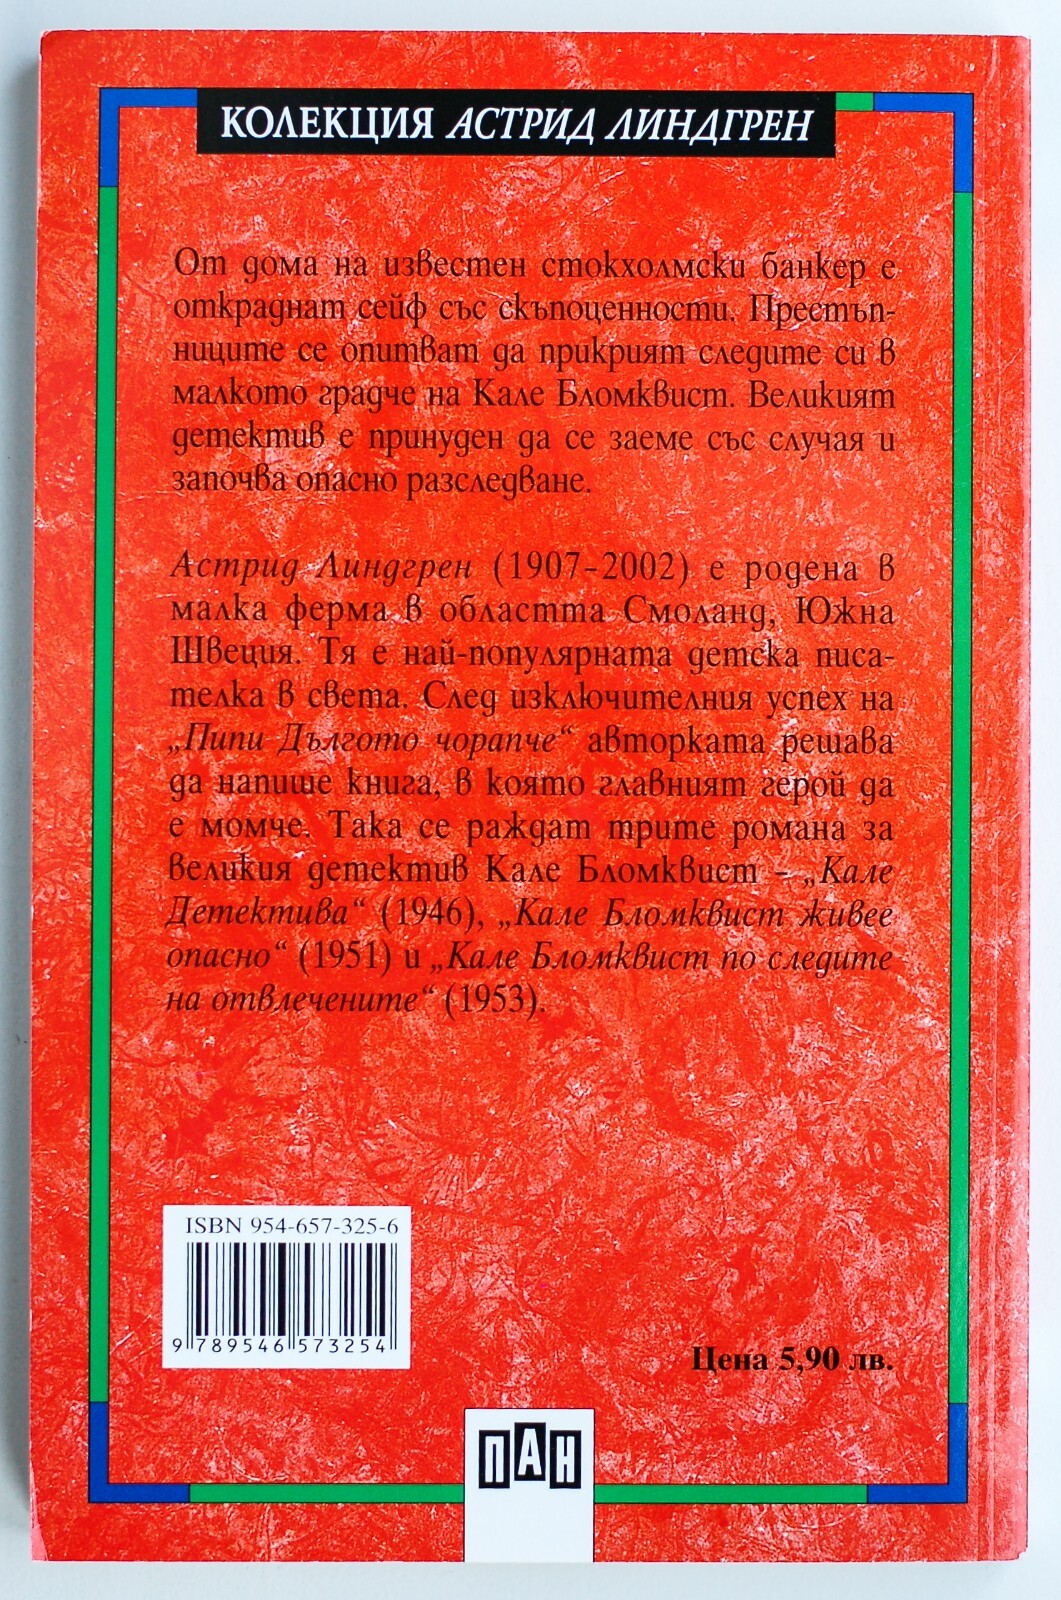 КОЛЕКЦИЯ АСТРИД ЛИНДГРЕН
От дома на известен стокхолмски банкер е
откраднат сейф със скъпоценности. Престъп-
ниците се опитват да прикрият следите си в
малкото градче на Кале Бломквист. Великият
детектив е принуден да се заеме със случая и
започва опасно разследване.
Астрид Линдгрен (1907-2002) е родена в
малка ферма в областта Смоланд, Южна
Швеция. Тя е най-популярната детска писа-
телка в света. След изключителния успех на
„Пипи Дългото чорапче“ авторката решава
да напише книга, в която главният герой да
е момче. Така се раждат трите романа за
великия детектив Кале Бломквист – „Кале
Детектива“ (1946), „Кале Бломквист живее
опасно“ (1951) и „Кале Бломквист по следите
на отвлечените“ (1953).
ISBN 954-657-325-6
9 789546 573254
Цена 5,90 лв.
ПАН